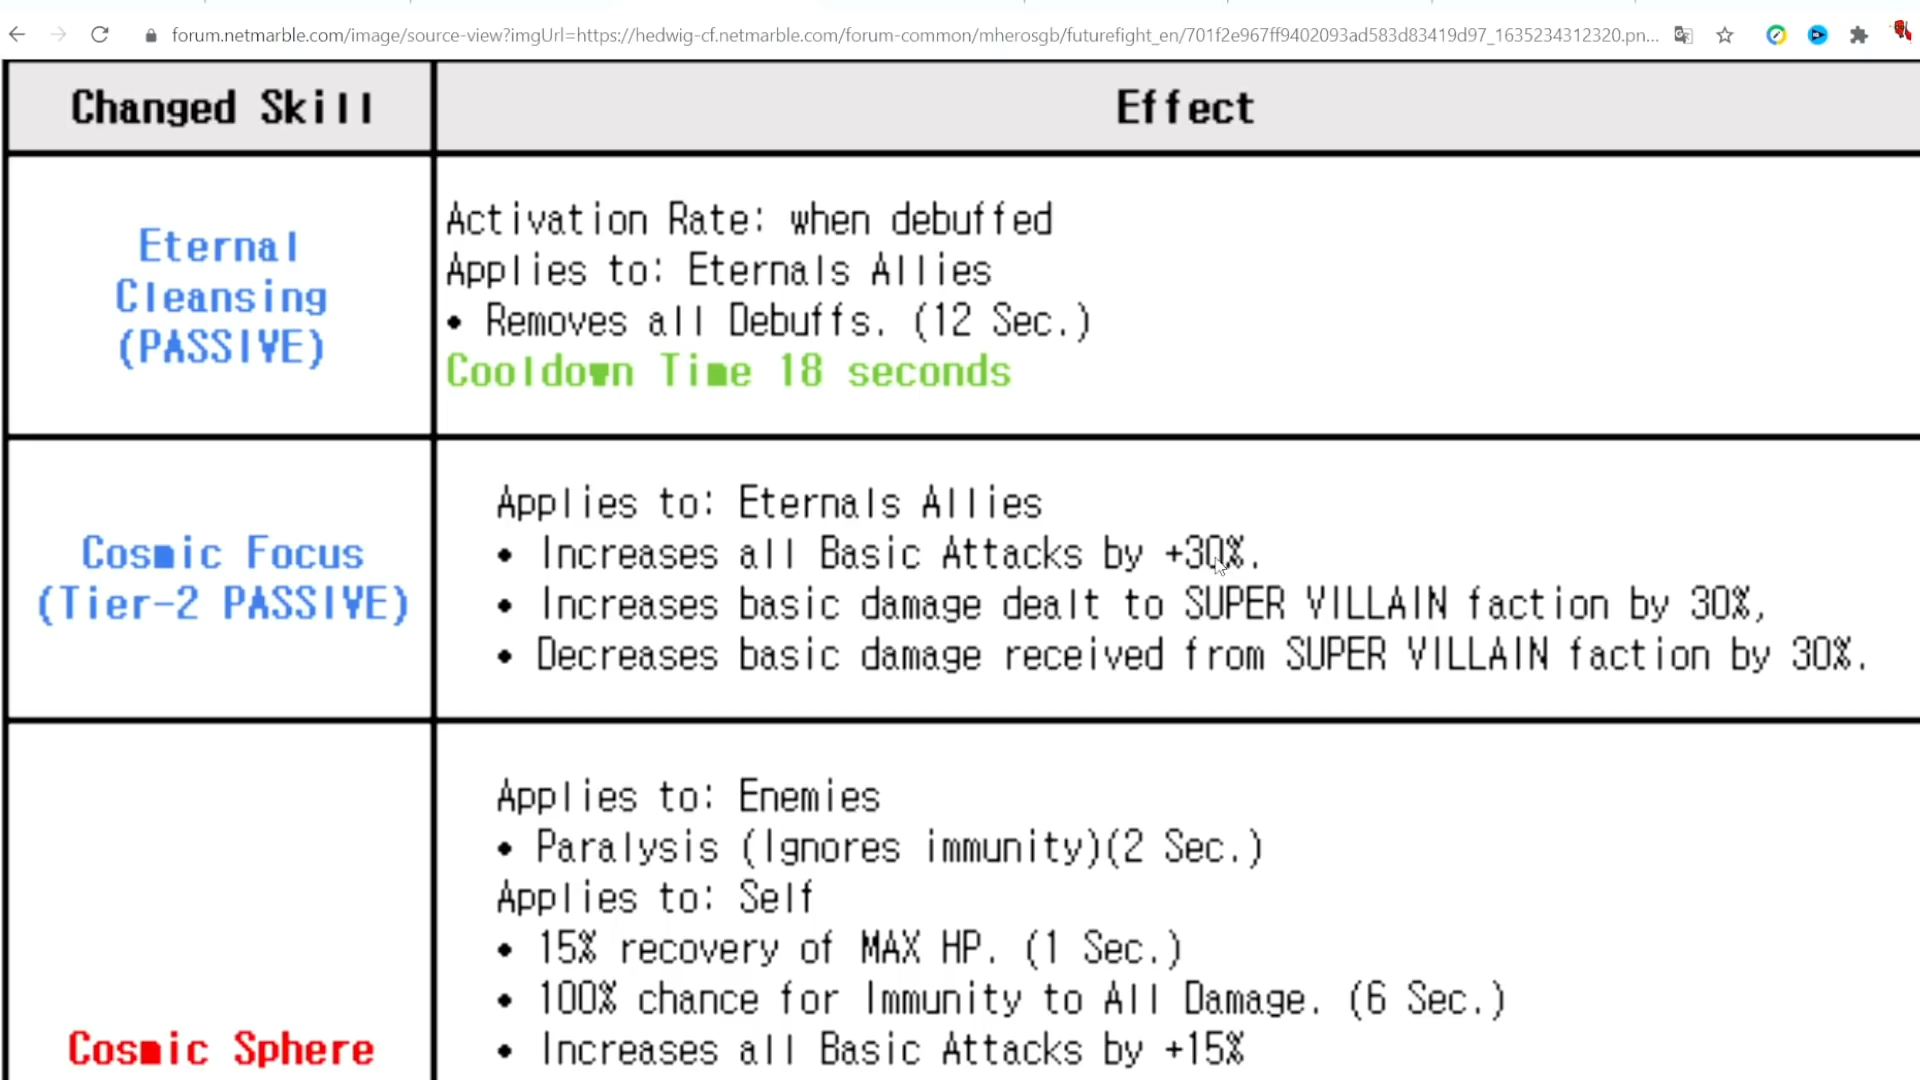 forum.netmarble.com/image/source-view?imgUrl=https://hedwig-cf.netmarble.com/forum-common/mherosgb/futurefight_en/701f2e967ff9402093ad583d83419d97_1635234312320.pn...
Changed Skill
Effect
Eternal
Cleansing
(PASSIVE)
Activation Rate: when debuffed
Applies to: Eternals Allies
• Removes all Debuffs. (12 Sec.)
Cooldown Time 18 seconds
Cosmic Focus
(Tier-2 PASSIVE)
Applies to: Eternals Allies
• Increases all Basic Attacks by +30%.
• Increases basic damage dealt to SUPER VILLAIN faction by 30%,
• Decreases basic damage received from SUPER VILLAIN faction by 30%.
Cosmic Sphere
Applies to: Enemies
• Paralysis (Ignores immunity)(2 Sec.)
Applies to: Self
• 15% recovery of MAX HP. (1 Sec.)
• 100% chance for Immunity to All Damage. (6 Sec.)
• Increases all Basic Attacks by +15%